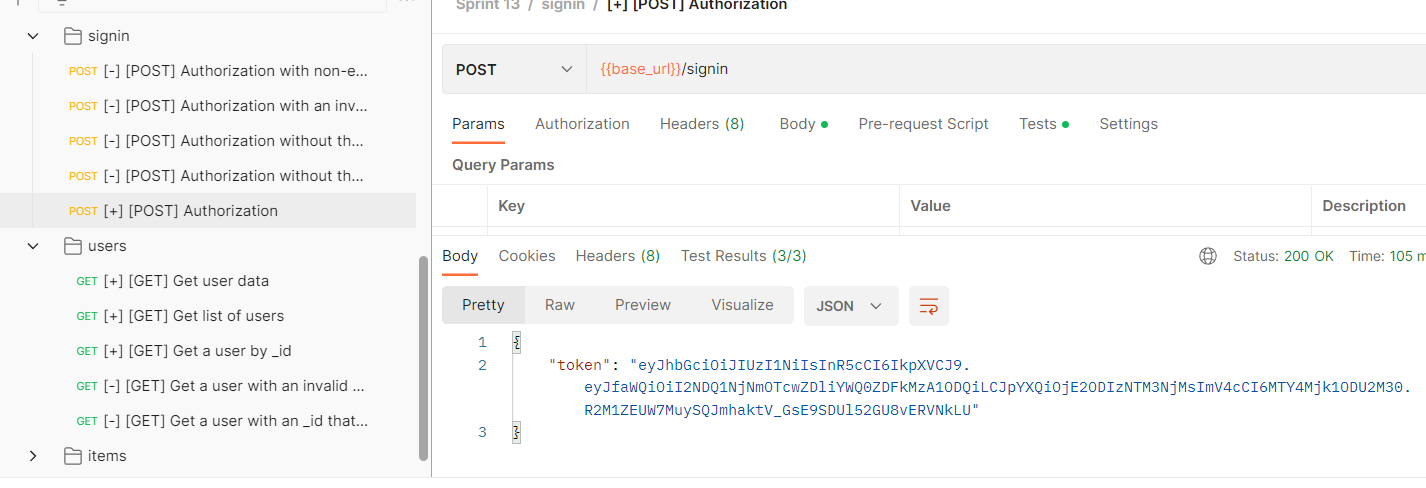 Sprint 13 / signin / [+] [POST] Authorization
signin
POST [-] [POST] Authorization with non-e...
POST [-] [POST] Authorization with an inv...
POST [-] [POST] Authorization without th...
POST [-] [POST] Authorization without th...
POST [+] [POST] Authorization
users
GET [+] [GET] Get user data
GET [+] [GET] Get list of users
GET [+] [GET] Get a user by _id
GET [-] [GET] Get a user with an invalid ...
GET [-] [GET] Get a user with an _id that...
items
POST {{base_url}}/signin
Params Authorization Headers (8) Body Pre-request Script Tests Settings
Query Params
Key Value Description
Body Cookies Headers (8) Test Results (3/3) Status: 200 OK Time: 105 m
Pretty Raw Preview Visualize JSON
1 {
2 "token": "eyJhbGciOiJIUzI1NiIsInR5cCI6IkpXVCJ9.
eyJfaWQiOiI2NDQ1NjNmOTcwZDliYWQ0ZDFkMzA1ODQiLCJpYXQiOjE2ODIzNTM3NjMsImV4cCI6MTY4Mjk1ODU2M30.
R2M1ZEUW7MuySQJmhaktV_GsE9SDUl52GU8vERVNkLU"
3 }